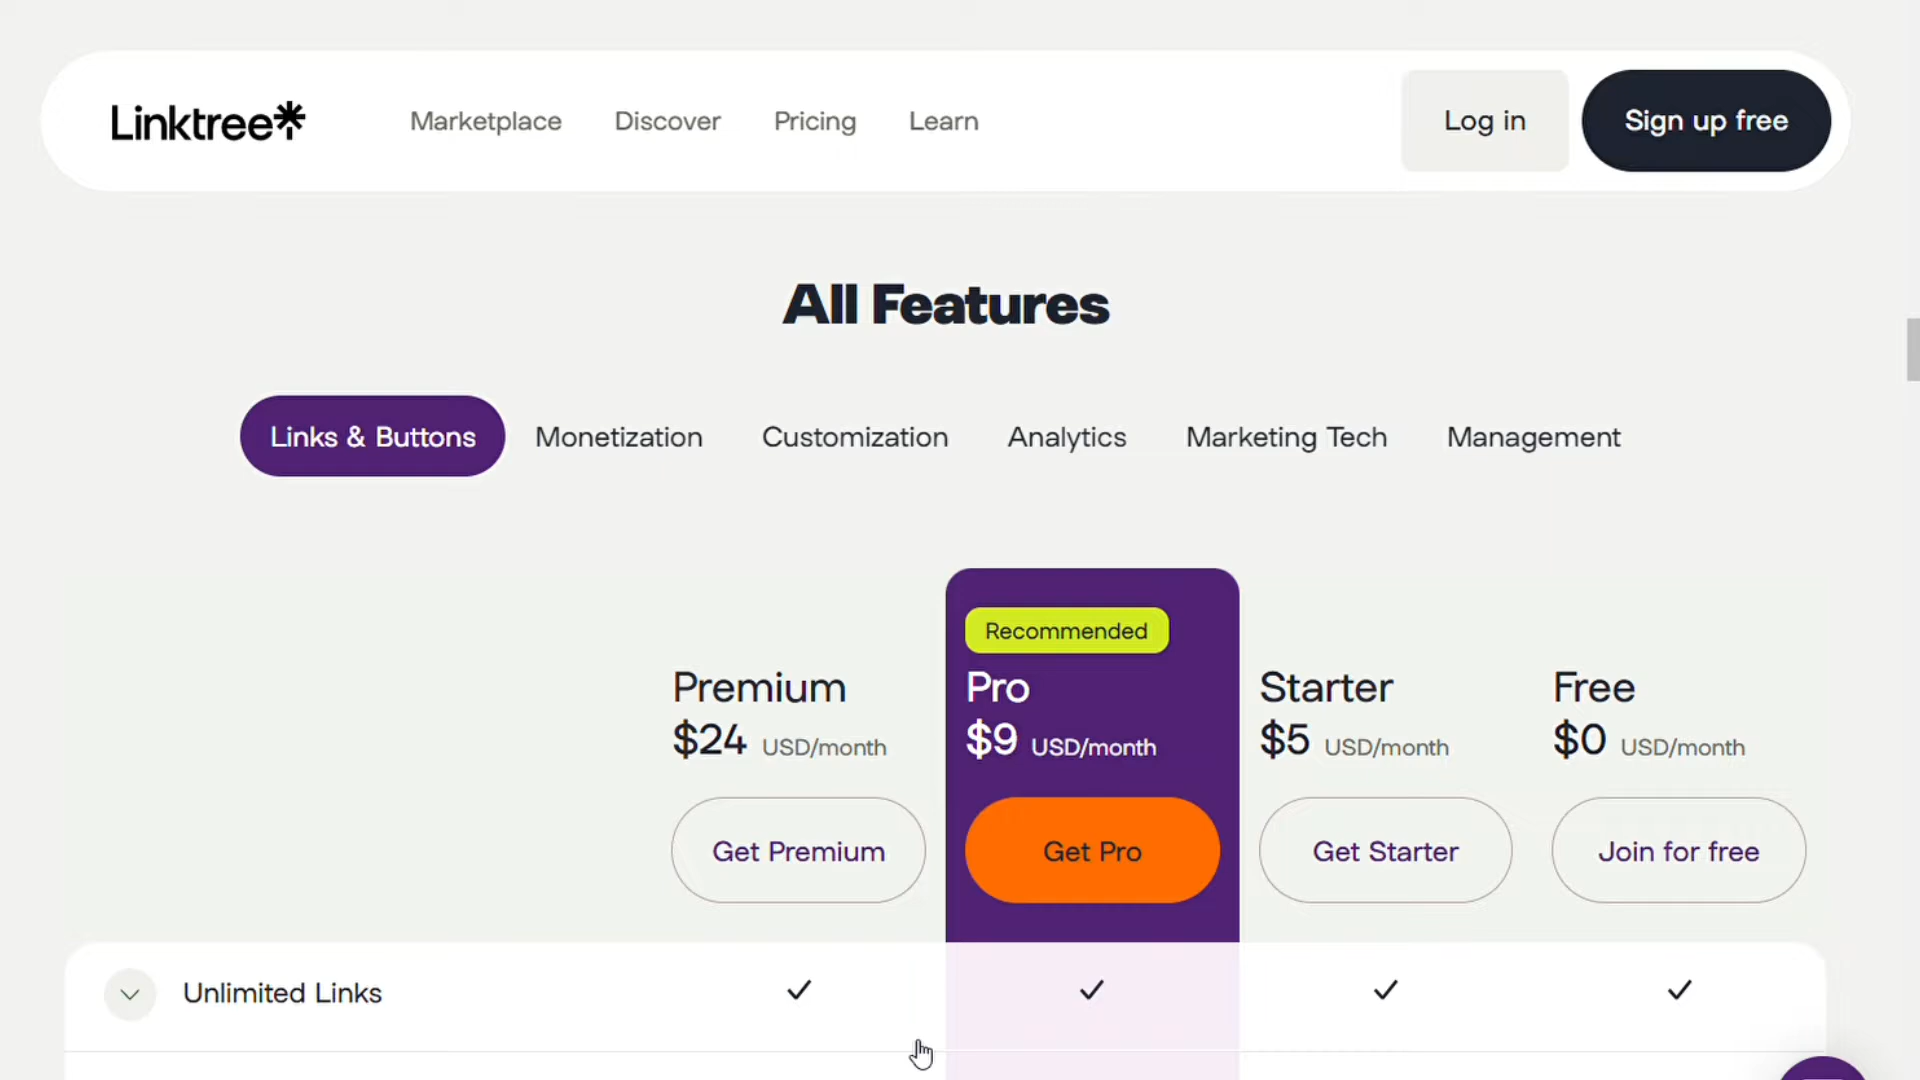 Linktree*
Marketplace Discover Pricing Learn
Log in
Sign up free
All Features
Links & Buttons Monetization Customization Analytics Marketing Tech Management
Recommended
Premium Pro Starter Free
$24 USD/month $9 USD/month $5 USD/month $0 USD/month
Get Premium Get Pro Get Starter Join for free
Unlimited Links